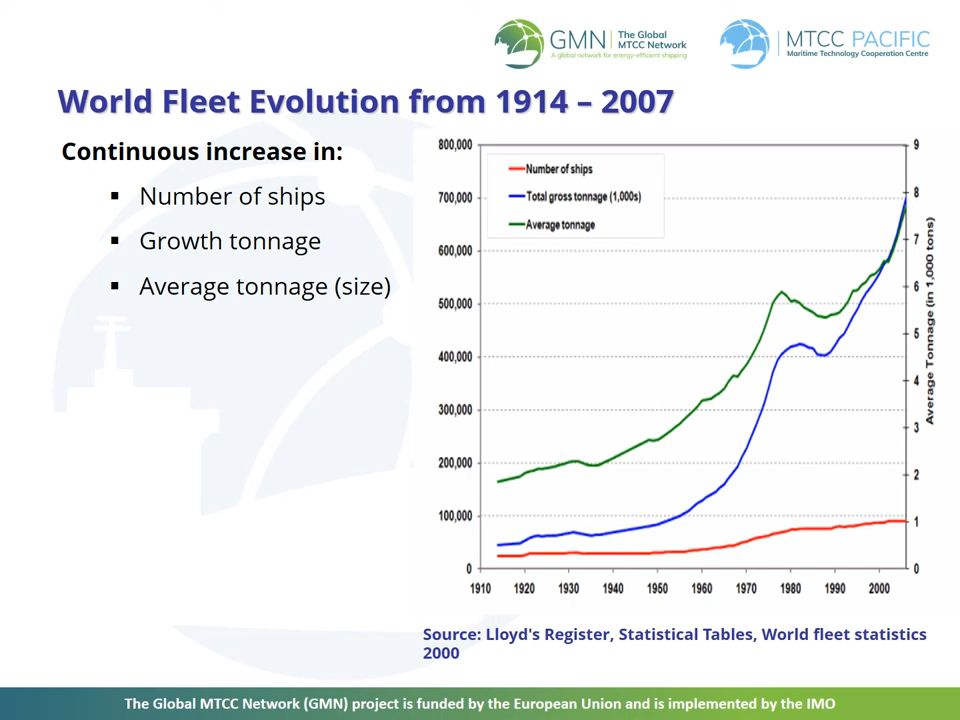 GMN
The Global
MTCC Network
A global network for energy-efficient shipping
MTCC PACIFIC
Maritime Technology Cooperation Centre
World Fleet Evolution from 1914 – 2007
Continuous increase in:
▪ Number of ships
▪ Growth tonnage
▪ Average tonnage (size)
800,000
700,000
600,000
500,000
400,000
300,000
200,000
100,000
0
Number of ships
Total gross tonnage (1,000s)
Average tonnage
9
8
7
6
5
4
3
2
1
0
Average Tonnage (in 1,000 tons)
1910 1920 1930 1940 1950 1960 1970 1980 1990 2000
Source: Lloyd's Register, Statistical Tables, World fleet statistics
2000
The Global MTCC Network (GMN) project is funded by the European Union and is implemented by the IMO